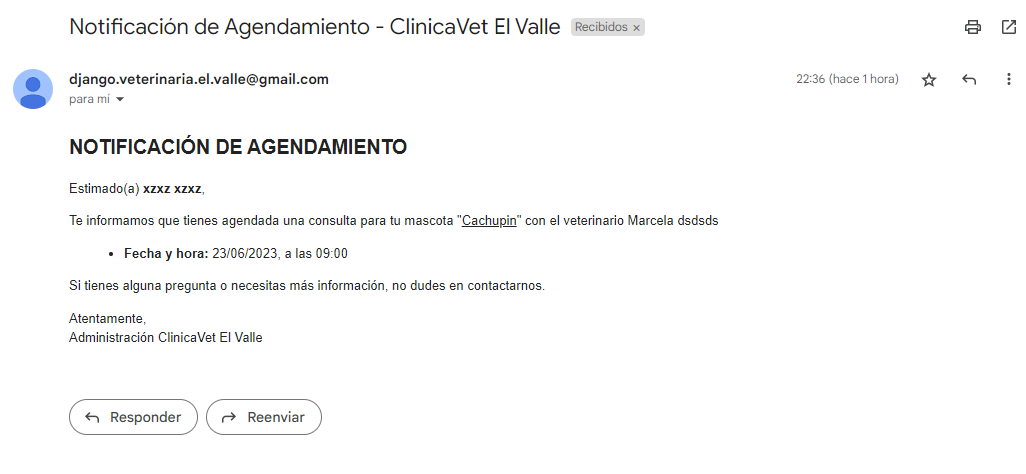 Notificación de Agendamiento - ClinicaVet El Valle Recibidos ×
django.veterinaria.el.valle@gmail.com 22:36 (hace 1 hora)
para mí
NOTIFICACIÓN DE AGENDAMIENTO
Estimado(a) xzxz xzxz,
Te informamos que tienes agendada una consulta para tu mascota "Cachupin" con el veterinario Marcela dsdsds
• Fecha y hora: 23/06/2023, a las 09:00
Si tienes alguna pregunta o necesitas más información, no dudes en contactarnos.
Atentamente,
Administración ClinicaVet El Valle
Responder Reenviar